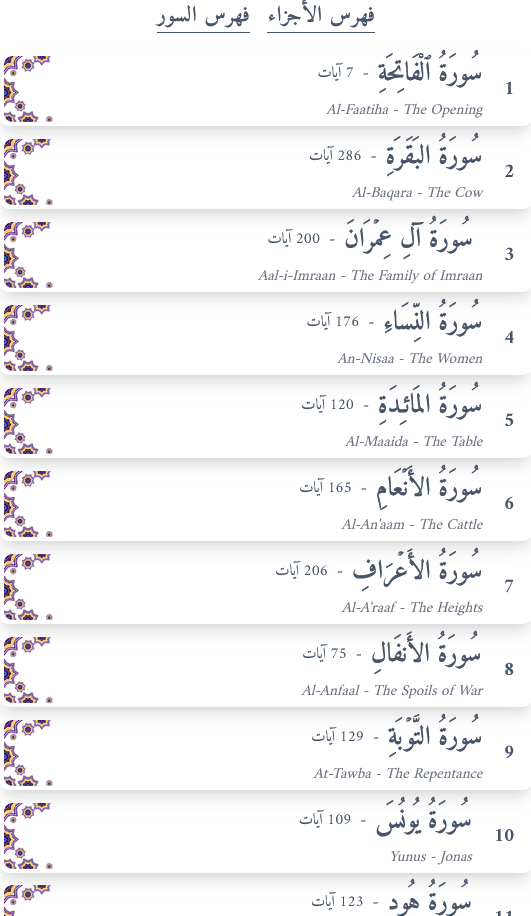 فهرس الأجزاء فهرس السور
1 سُورَةُ ٱلْفَاتِحَةِ - 7 آيات
Al-Faatiha - The Opening
2 سُورَةُ البَقَرَةِ - 286 آيات
Al-Baqara - The Cow
3 سُورَةُ آلِ عِمۡرَانَ - 200 آيات
Aal-i-Imraan - The Family of Imraan
4 سُورَةُ النِّسَاءِ - 176 آيات
An-Nisaa - The Women
5 سُورَةُ المَائـِدَةِ - 120 آيات
Al-Maaida - The Table
6 سُورَةُ الأَنۡعَامِ - 165 آيات
Al-An'aam - The Cattle
7 سُورَةُ الأَعۡرَافِ - 206 آيات
Al-A'raaf - The Heights
8 سُورَةُ الأَنفَالِ - 75 آيات
Al-Anfaal - The Spoils of War
9 سُورَةُ التَّوۡبَةِ - 129 آيات
At-Tawba - The Repentance
10 سُورَةُ يُونُسَ - 109 آيات
Yunus - Jonas
11 سُورَةُ هُودٍ - 123 آيات